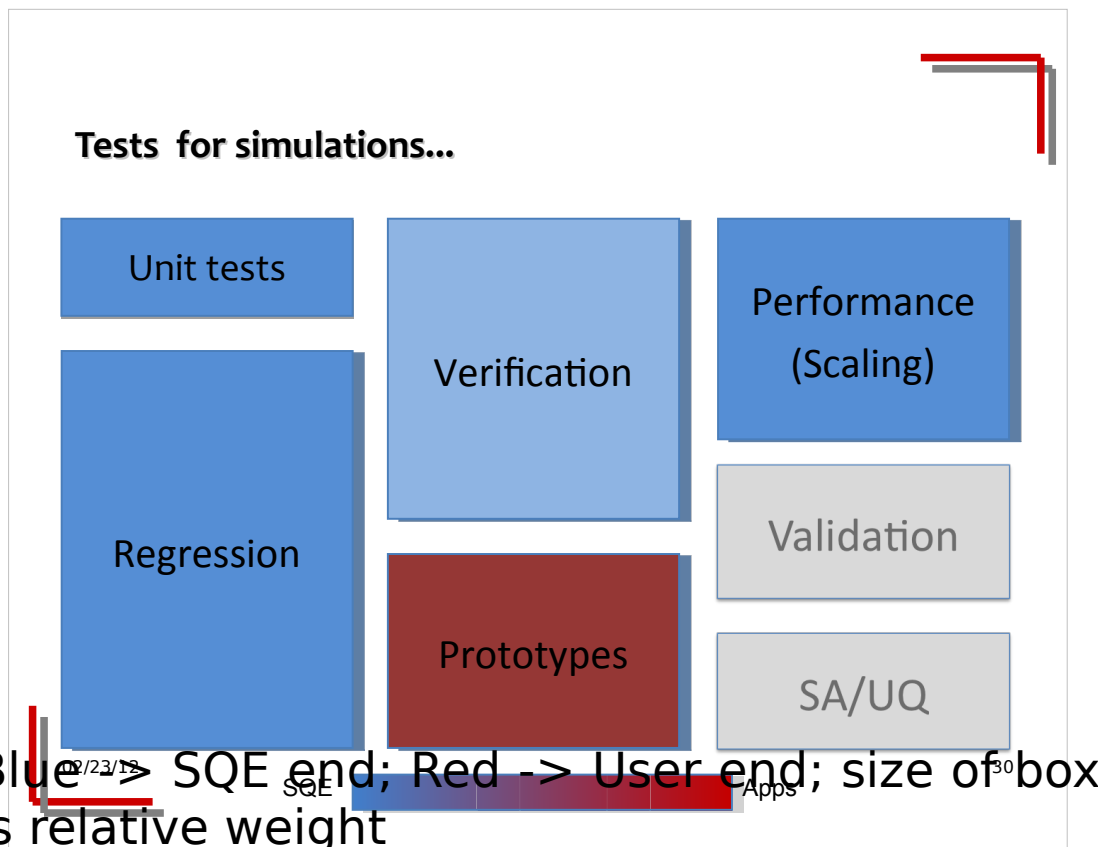 Tests for simulations...
Unit tests
Verification
Performance
(Scaling)
Regression
Validation
Prototypes
SA/UQ
02/23/12
30
lue -> SQE end; Red -> User end; size of box
SQE
Apps
s relative weight